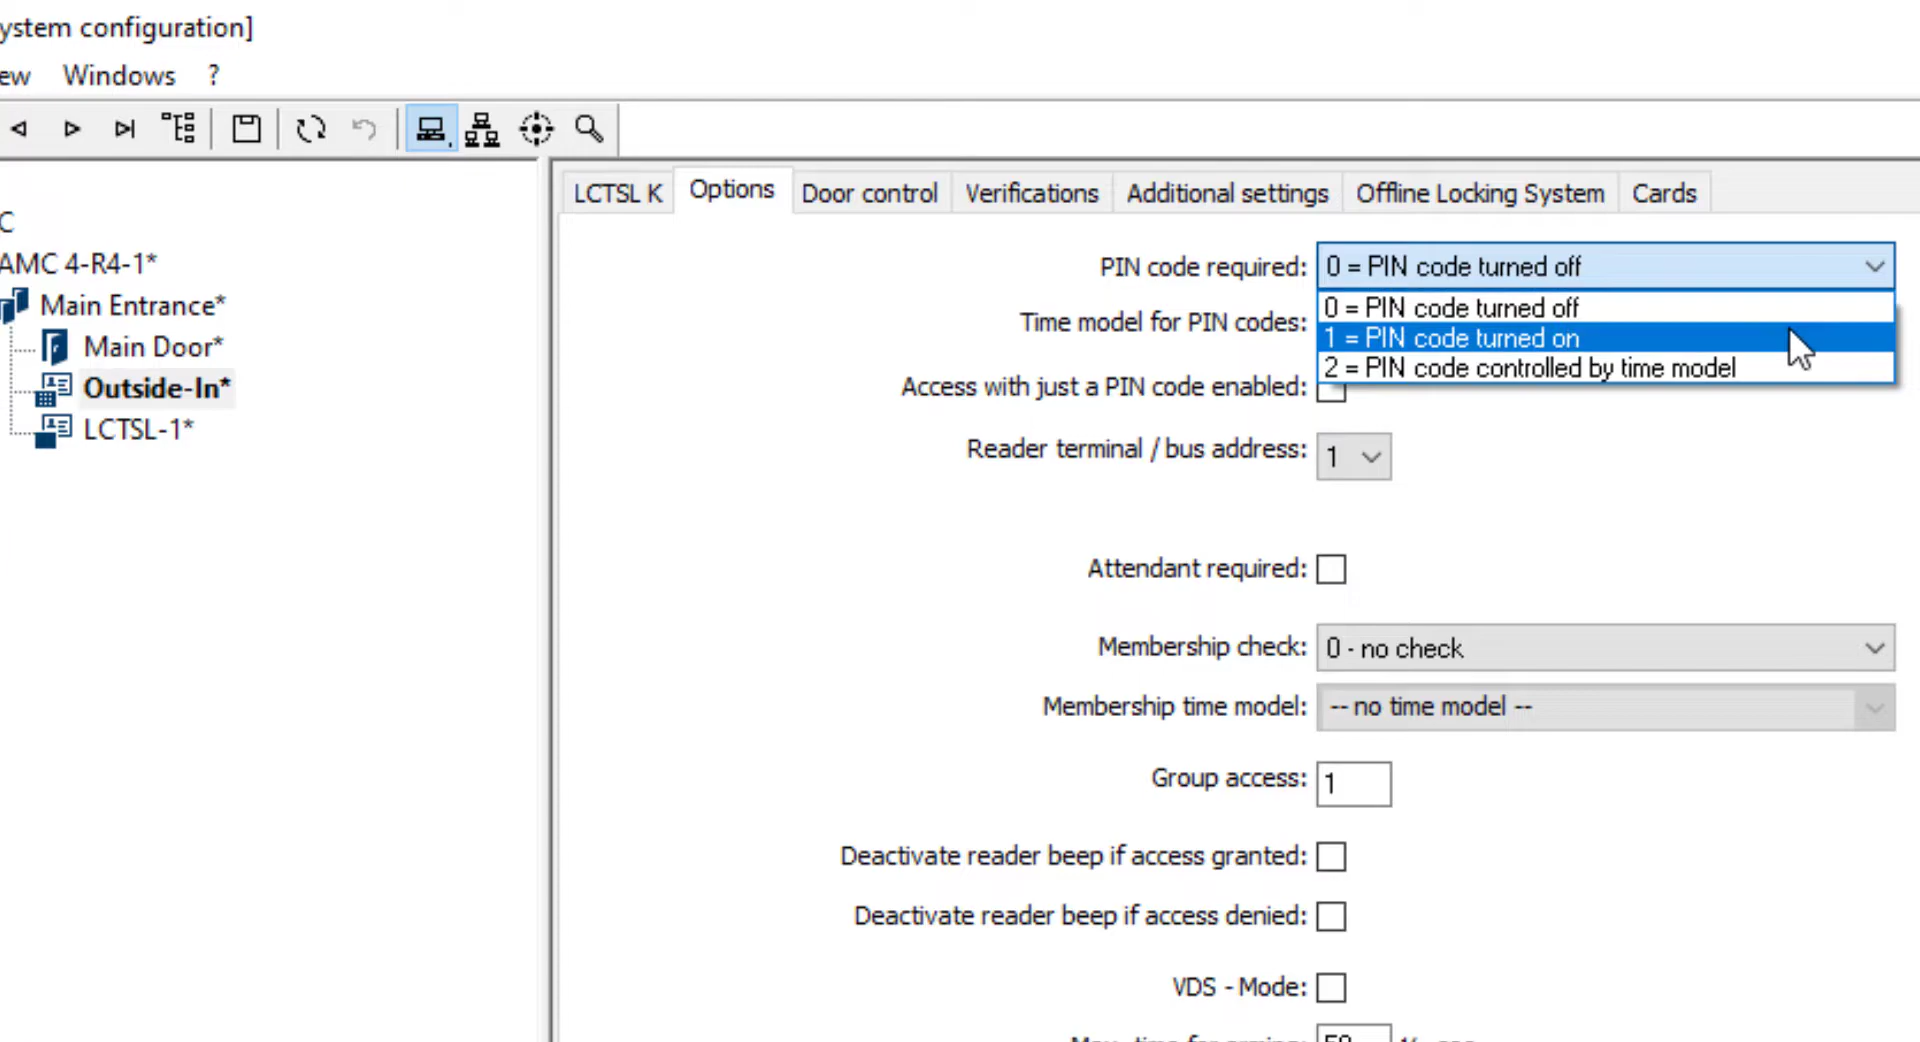 ystem configuration]
ew Windows ?
C
AMC 4-R4-1*
Main Entrance*
Main Door*
Outside-In*
LCTSL-1*
LCTSL K Options Door control Verifications Additional settings Offline Locking System Cards
PIN code required: 0 = PIN code turned off
0 = PIN code turned off
Time model for PIN codes:
1 = PIN code turned on
2 = PIN code controlled by time model
Access with just a PIN code enabled:
Reader terminal / bus address: 1
Attendant required:
Membership check: 0 - no check
Membership time model: -- no time model --
Group access: 1
Deactivate reader beep if access granted:
Deactivate reader beep if access denied:
VDS - Mode: